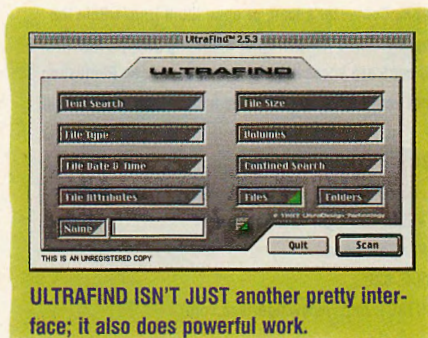 UltraFind™ 2.5.3
ULTRAFIND
Text Search
File Size
File Type
Volumes
File Date & Time
Confined Search
File Attributes
Files
Folders
Name
UltraDesign Technology
THIS IS AN UNREGISTERED COPY
Quit
Scan
ULTRAFIND ISN'T JUST another pretty inter-
face; it also does powerful work.